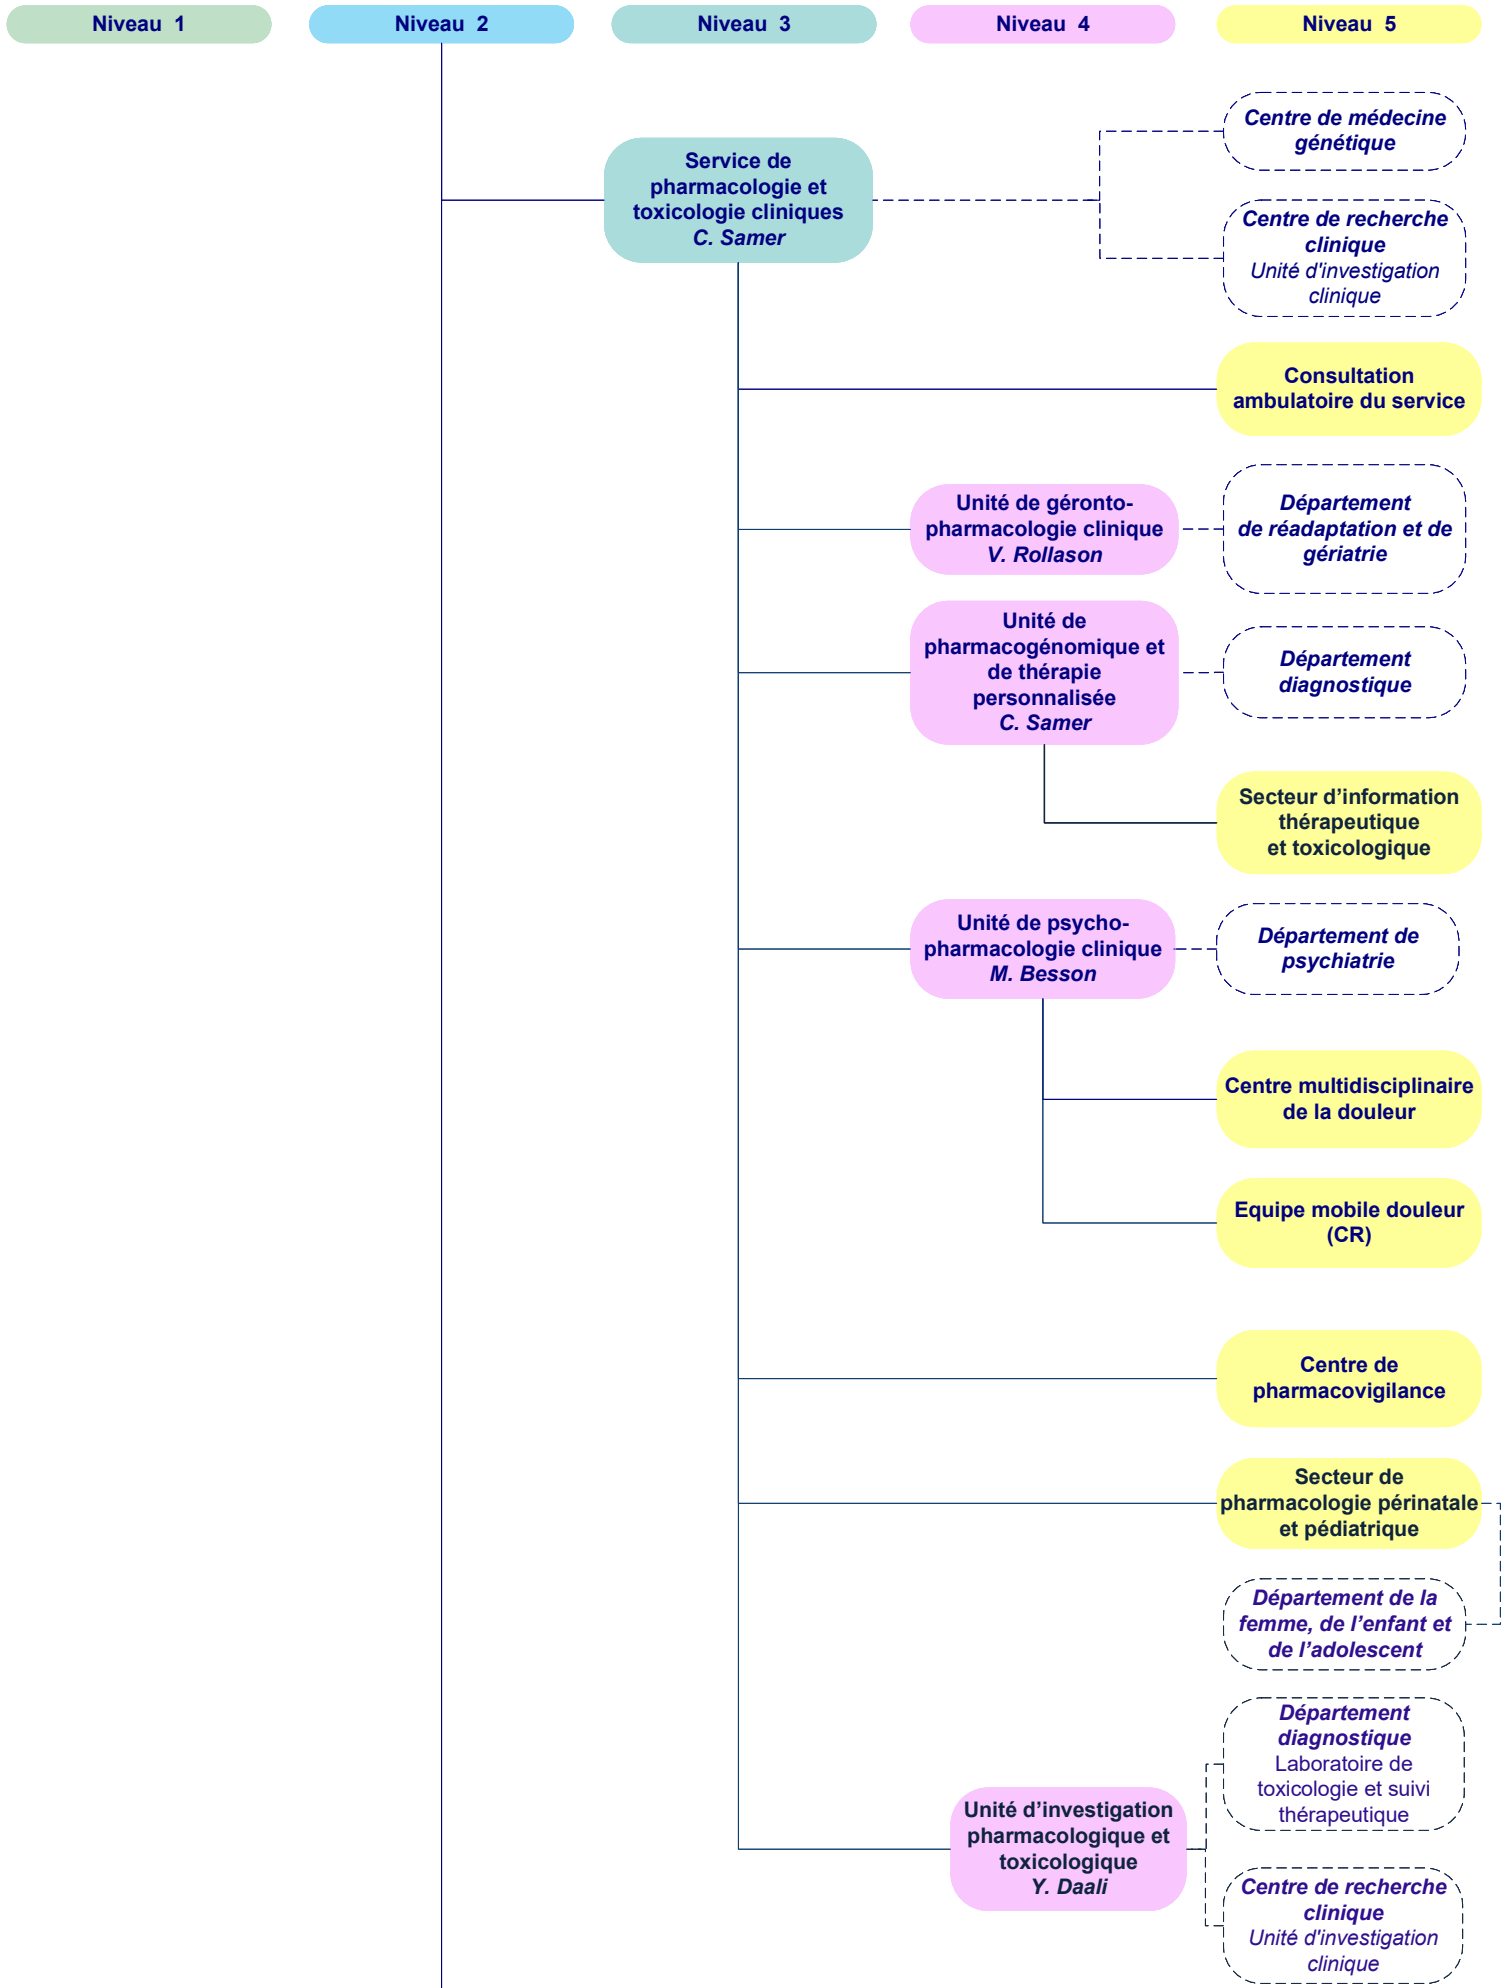 Niveau 1
Niveau 2
Niveau 3
Niveau 4
Niveau 5
Centre de médecine
génétique
Service de
pharmacologie et
toxicologie cliniques
C. Samer
Centre de recherche
clinique
Unité d'investigation
clinique
Consultation
ambulatoire du service
Unité de géronto-
pharmacologie clinique
V. Rollason
Département
de réadaptation et de
gériatrie
Unité de
pharmacogénomique et
de thérapie
personnalisée
C. Samer
Département
diagnostique
Secteur d’information
thérapeutique
et toxicologique
Unité de psycho-
pharmacologie clinique
M. Besson
Département de
psychiatrie
Centre multidisciplinaire
de la douleur
Equipe mobile douleur
(CR)
Centre de
pharmacovigilance
Secteur de
pharmacologie périnatale
et pédiatrique
Département de la
femme, de l’enfant et
de l’adolescent
Département
diagnostique
Laboratoire de
toxicologie et suivi
thérapeutique
Unité d’investigation
pharmacologique et
toxicologique
Y. Daali
Centre de recherche
clinique
Unité d'investigation
clinique